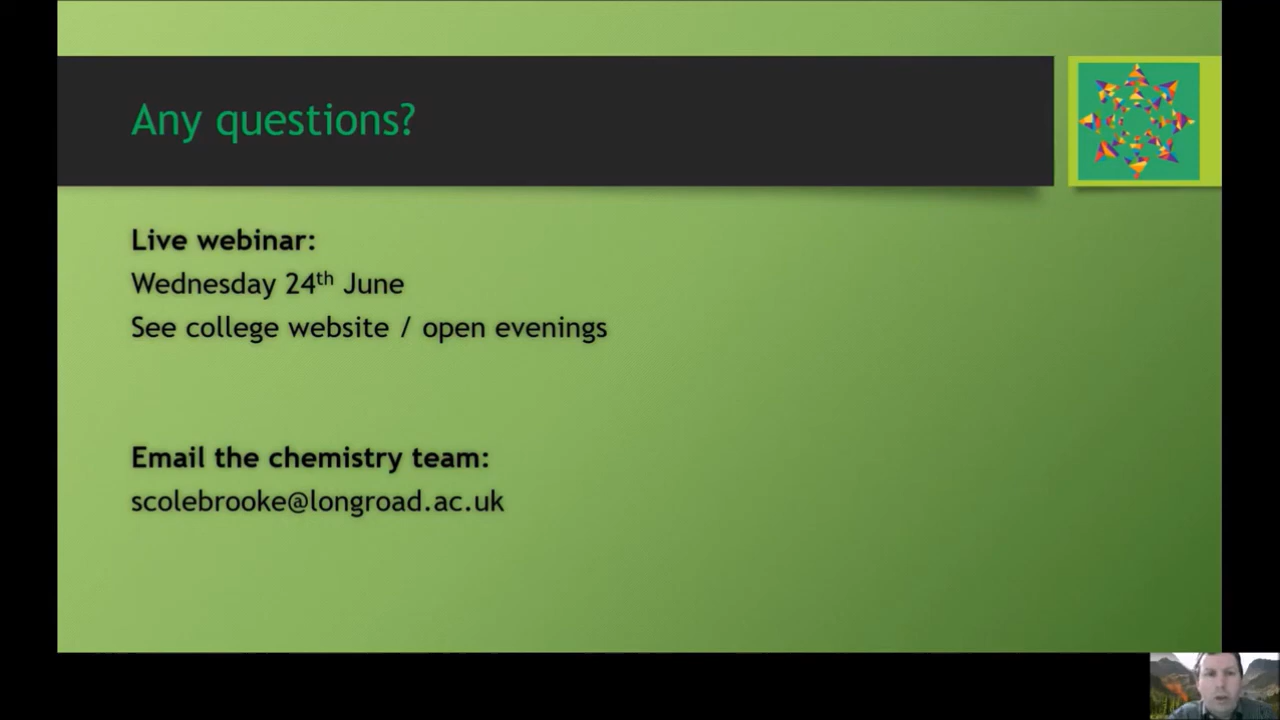 Any questions?
Live webinar:
Wednesday 24th June
See college website / open evenings
Email the chemistry team:
scolebrooke@longroad.ac.uk